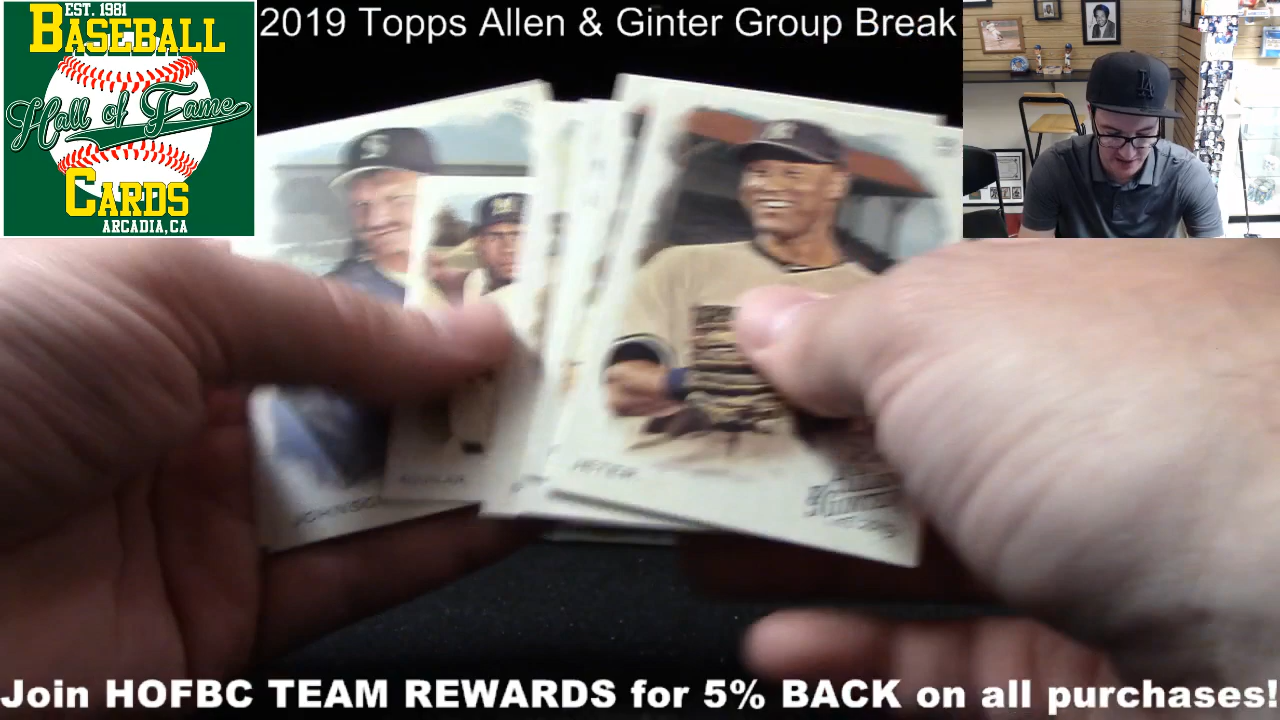 EST. 1981
BASEBALL
Hall of Fame
CARDS
ARCADIA, CA
2019 Topps Allen & Ginter Group Break
JETER
Join HOFBC TEAM REWARDS for 5% BACK on all purchases!